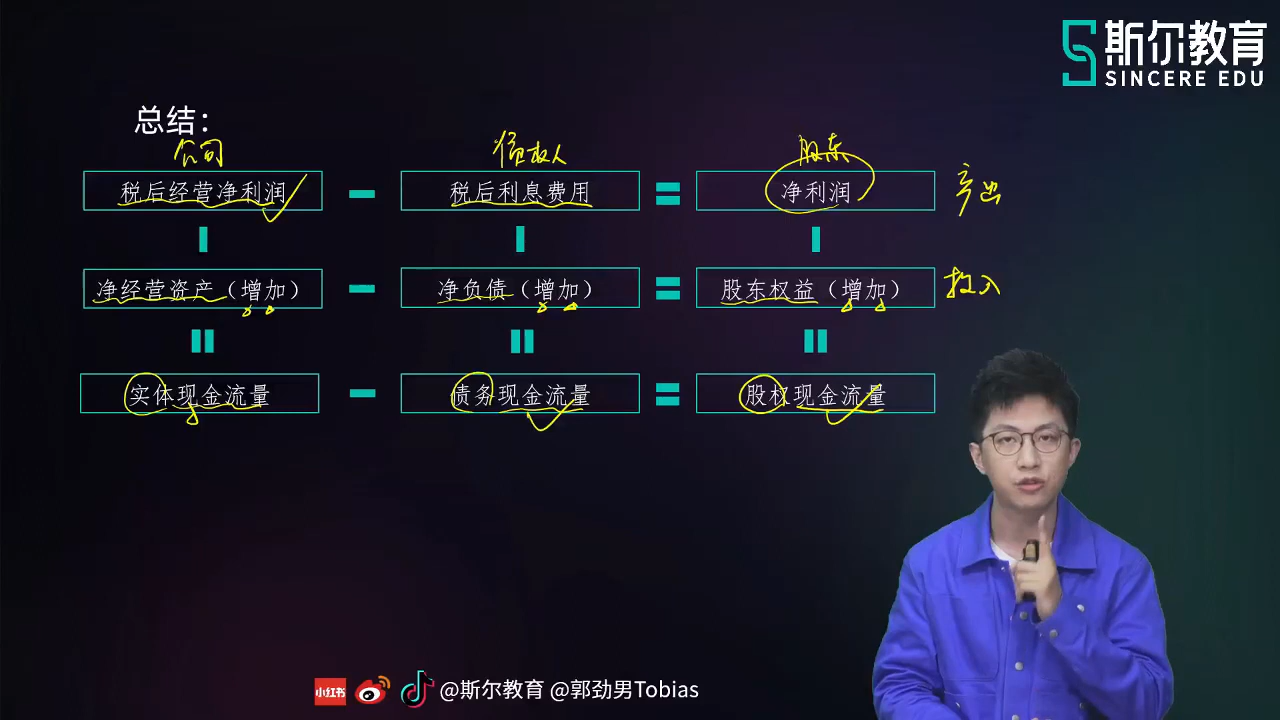 斯尔教育
SINCERE EDU
总结：
公司 债权人 股东
税后经营净利润 - 税后利息费用 = 净利润 产出
净经营资产（增加） - 净负债（增加） = 股东权益（增加） 投入
实体现金流量 - 债务现金流量 = 股权现金流量
小红书 @斯尔教育 @郭劲男Tobias